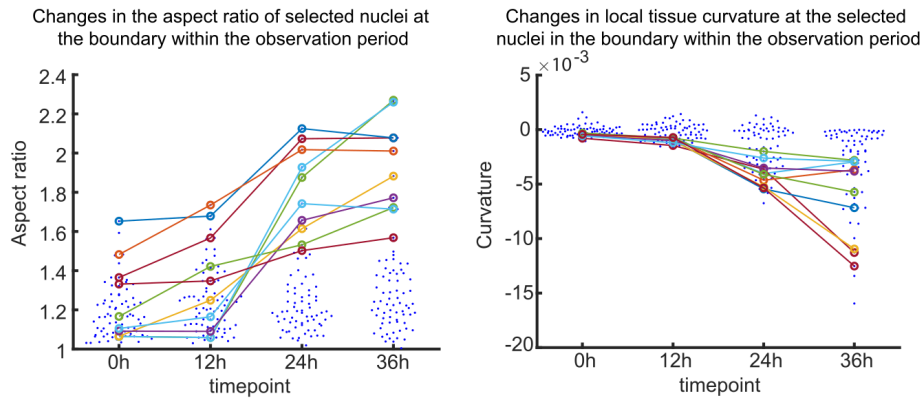 Changes in the aspect ratio of selected nuclei at
the boundary within the observation period
Changes in local tissue curvature at the selected
nuclei in the boundary within the observation period
2.4
2.2
2
1.8
1.6
1.4
1.2
1
Aspect ratio
0h 12h 24h 36h
timepoint
×10⁻³
5
0
-5
-10
-15
-20
Curvature
0h 12h 24h 36h
timepoint